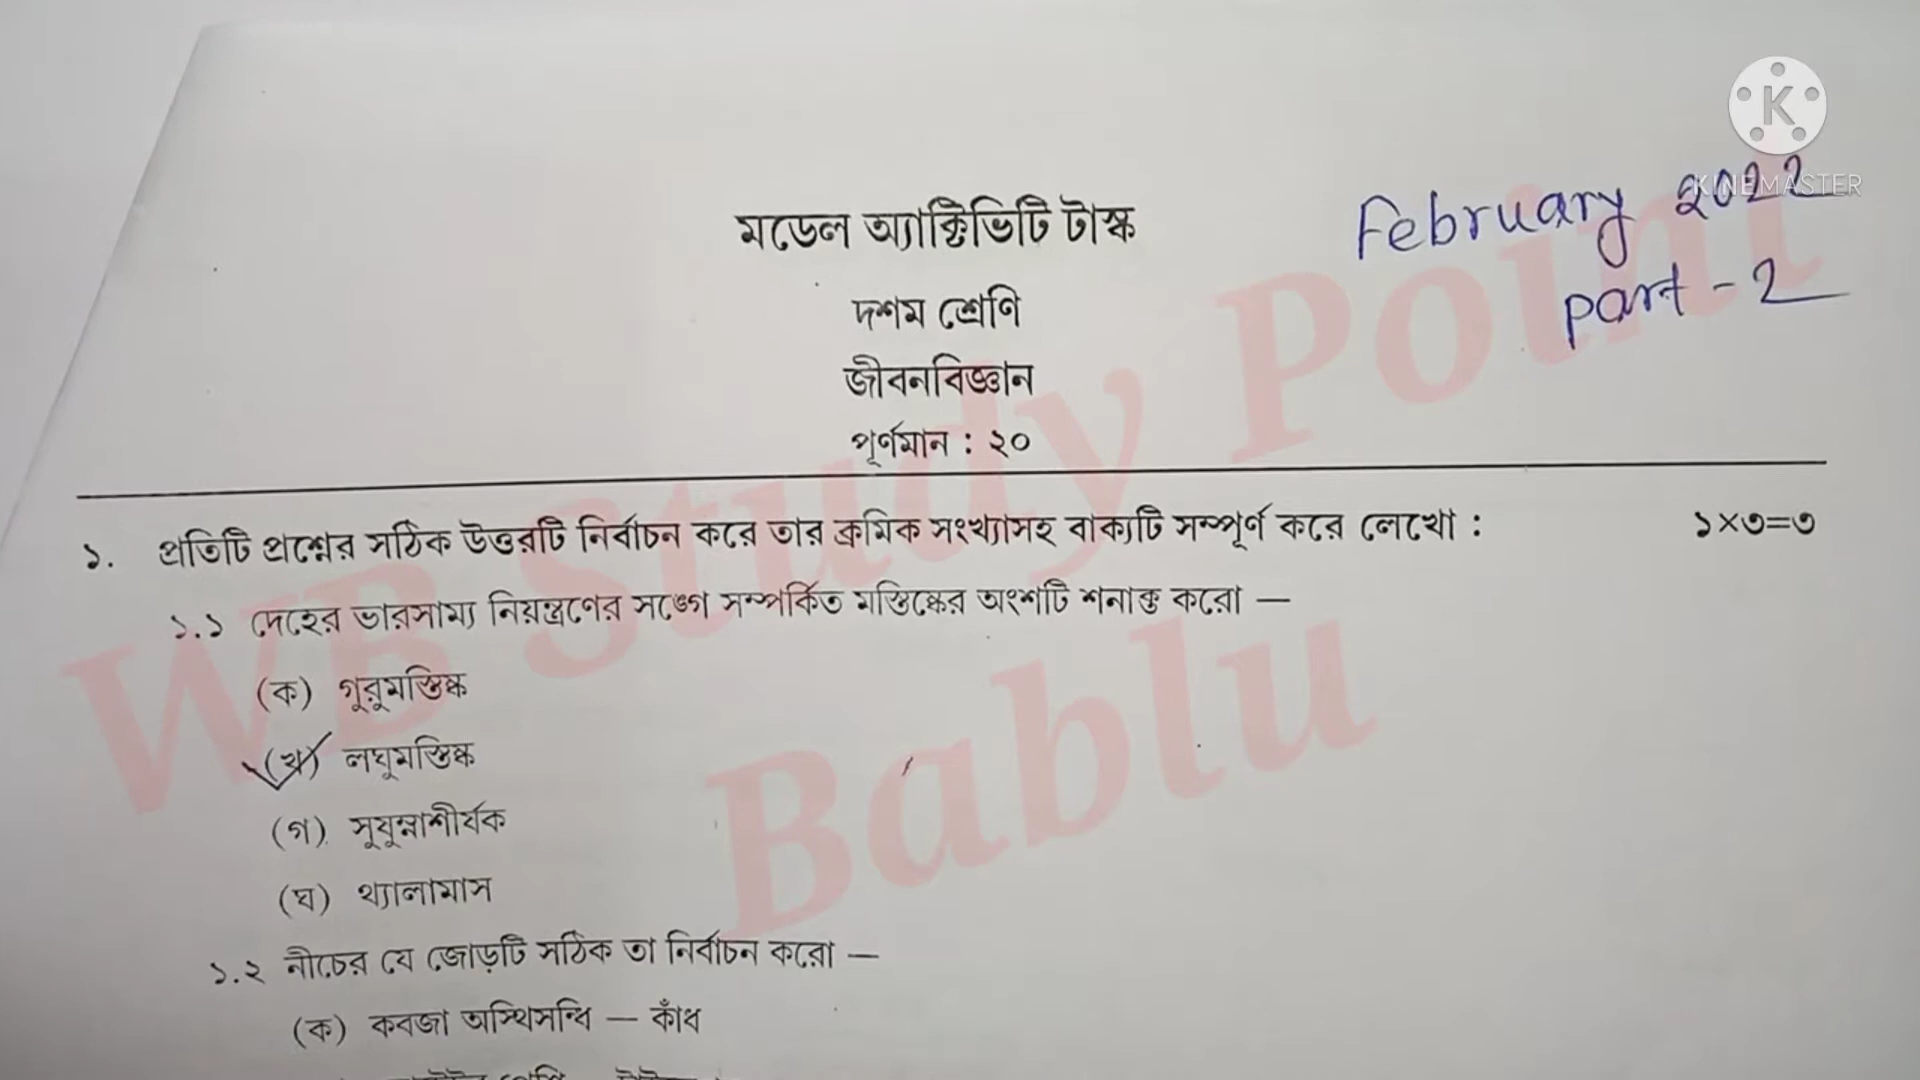 K
KINEMASTER
February 2022
part - 2
মডেল অ্যাক্টিভিটি টাস্ক
দশম শ্রেণি
জীবনবিজ্ঞান
পূর্ণমান : ২০
১. প্রতিটি প্রশ্নের সঠিক উত্তরটি নির্বাচন করে তার ক্রমিক সংখ্যাসহ বাক্যটি সম্পূর্ণ করে লেখো : ১×৩=৩
১.১ দেহের ভারসাম্য নিয়ন্ত্রণের সঙ্গে সম্পর্কিত মস্তিষ্কের অংশটি শনাক্ত করো —
(ক) গুরুমস্তিষ্ক
(খ) লঘুমস্তিষ্ক
(গ) সুষুম্নাশীর্ষক
(ঘ) থ্যালামাস
১.২ নীচের যে জোড়টি সঠিক তা নির্বাচন করো —
(ক) কবজা অস্থিসন্ধি — কাঁধ
WB Study Point
Bablu